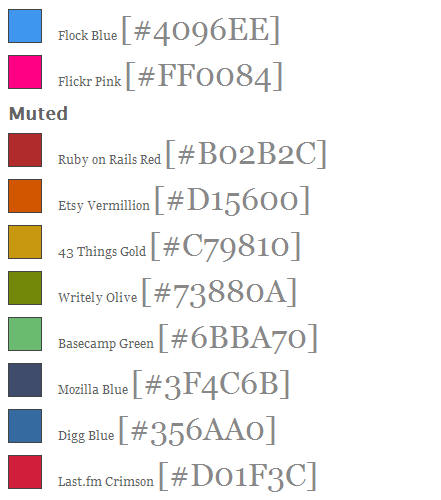 Flock Blue [#4096EE]
Flickr Pink [#FF0084]
Muted
Ruby on Rails Red [#B02B2C]
Etsy Vermillion [#D15600]
43 Things Gold [#C79810]
Writely Olive [#73880A]
Basecamp Green [#6BBA70]
Mozilla Blue [#3F4C6B]
Digg Blue [#356AA0]
Last.fm Crimson [#D01F3C]